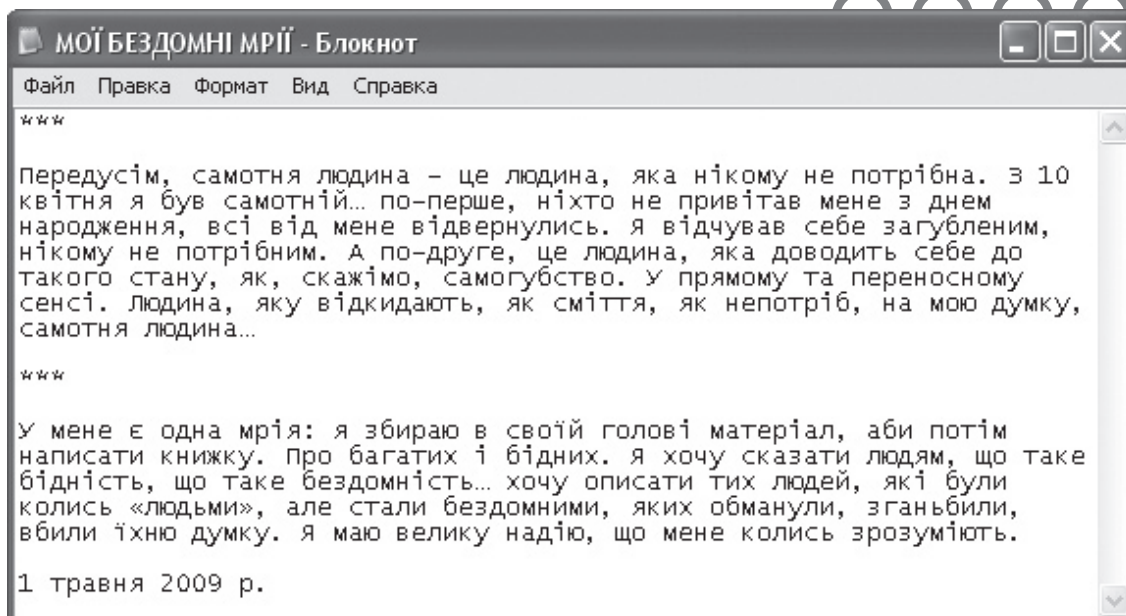 МОЇ БЕЗДОМНІ МРІЇ - Блокнот
Файл Правка Формат Вид Справка
***
Передусім, самотня людина – це людина, яка нікому не потрібна. З 10
квітня я був самотній… по-перше, ніхто не привітав мене з днем
народження, всі від мене відвернулись. Я відчував себе загубленим,
нікому не потрібним. А по-друге, це людина, яка доводить себе до
такого стану, як, скажімо, самогубство. У прямому та переносному
сенсі. Людина, яку відкидають, як сміття, як непотріб, на мою думку,
самотня людина…
***
У мене є одна мрія: я збираю в своїй голові матеріал, аби потім
написати книжку. Про багатих і бідних. Я хочу сказати людям, що таке
бідність, що таке бездомність… хочу описати тих людей, які були
колись «людьми», але стали бездомними, яких обманули, зганьбили,
вбили їхню думку. Я маю велику надію, що мене колись зрозуміють.
1 травня 2009 р.